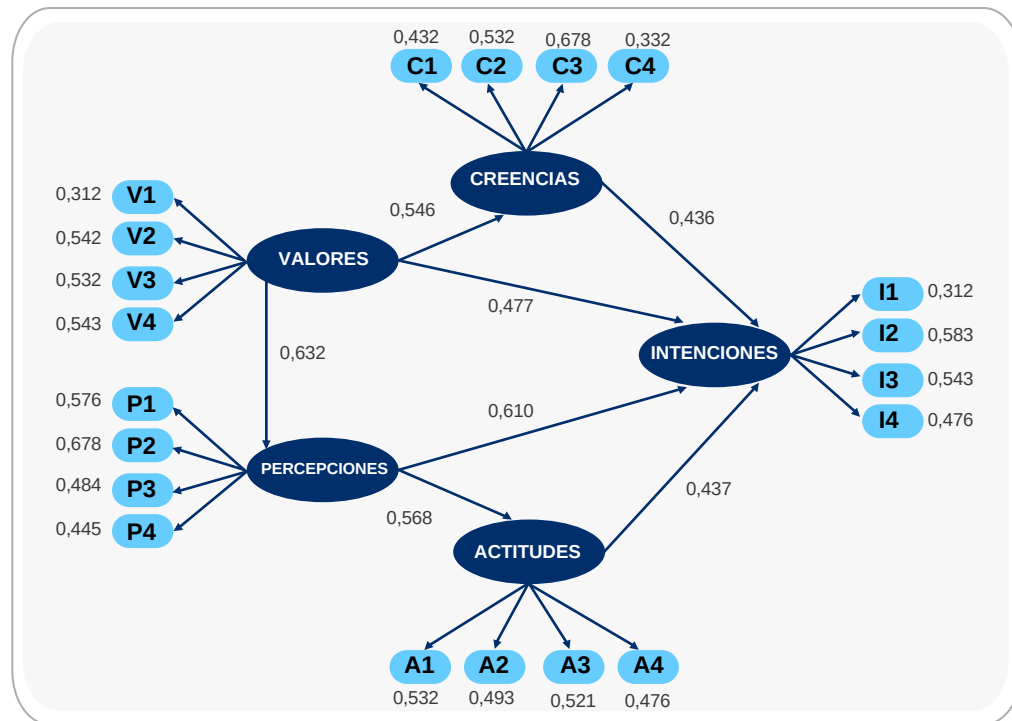 0,432 0,532 0,678 0,332
C1 C2 C3 C4
CREENCIAS
0,312 V1
0,542 V2
0,532 V3
0,543 V4
VALORES
0,546
0,436
0,477
0,632
INTENCIONES
I1 0,312
I2 0,583
I3 0,543
I4 0,476
0,576 P1
0,678 P2
0,484 P3
0,445 P4
PERCEPCIONES
0,610
0,568
0,437
ACTITUDES
A1 A2 A3 A4
0,532 0,493 0,521 0,476